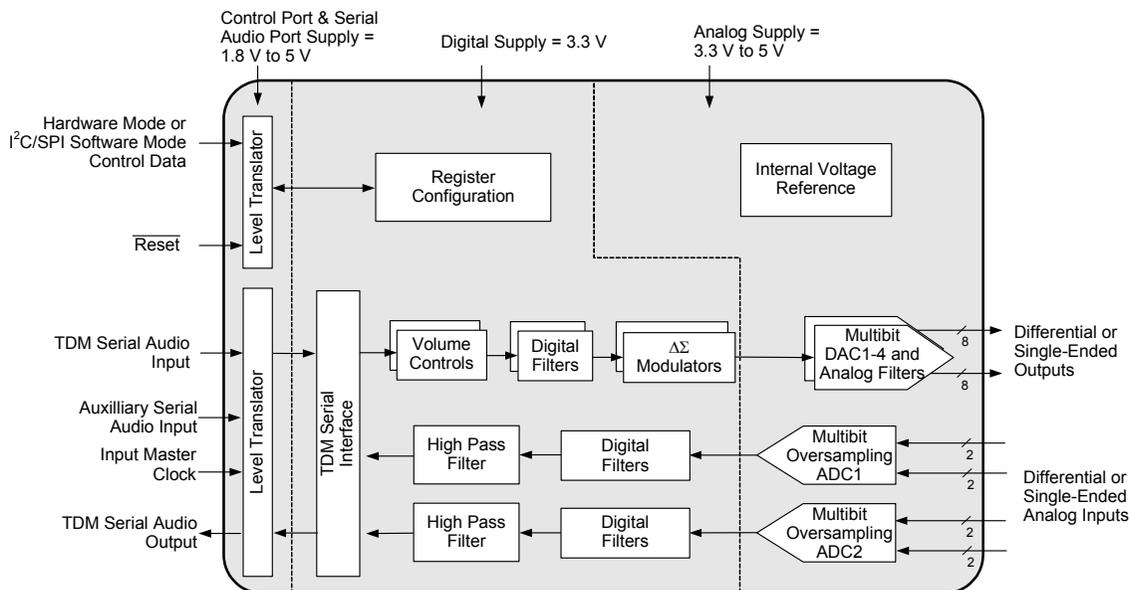 Control Port & Serial
Audio Port Supply =
1.8 V to 5 V
Digital Supply = 3.3 V
Analog Supply =
3.3 V to 5 V
Hardware Mode or
I²C/SPI Software Mode
Control Data
Reset
Level Translator
Register
Configuration
Internal Voltage
Reference
TDM Serial Audio
Input
Auxilliary Serial
Audio Input
Input Master
Clock
TDM Serial Audio
Output
Level Translator
TDM Serial
Interface
Volume
Controls
Digital
Filters
ΔΣ
Modulators
Multibit
DAC1-4 and
Analog Filters
8
8
Differential or
Single-Ended
Outputs
High Pass
Filter
Digital
Filters
Multibit
Oversampling
ADC1
2
2
High Pass
Filter
Digital
Filters
Multibit
Oversampling
ADC2
2
2
Differential or
Single-Ended
Analog Inputs